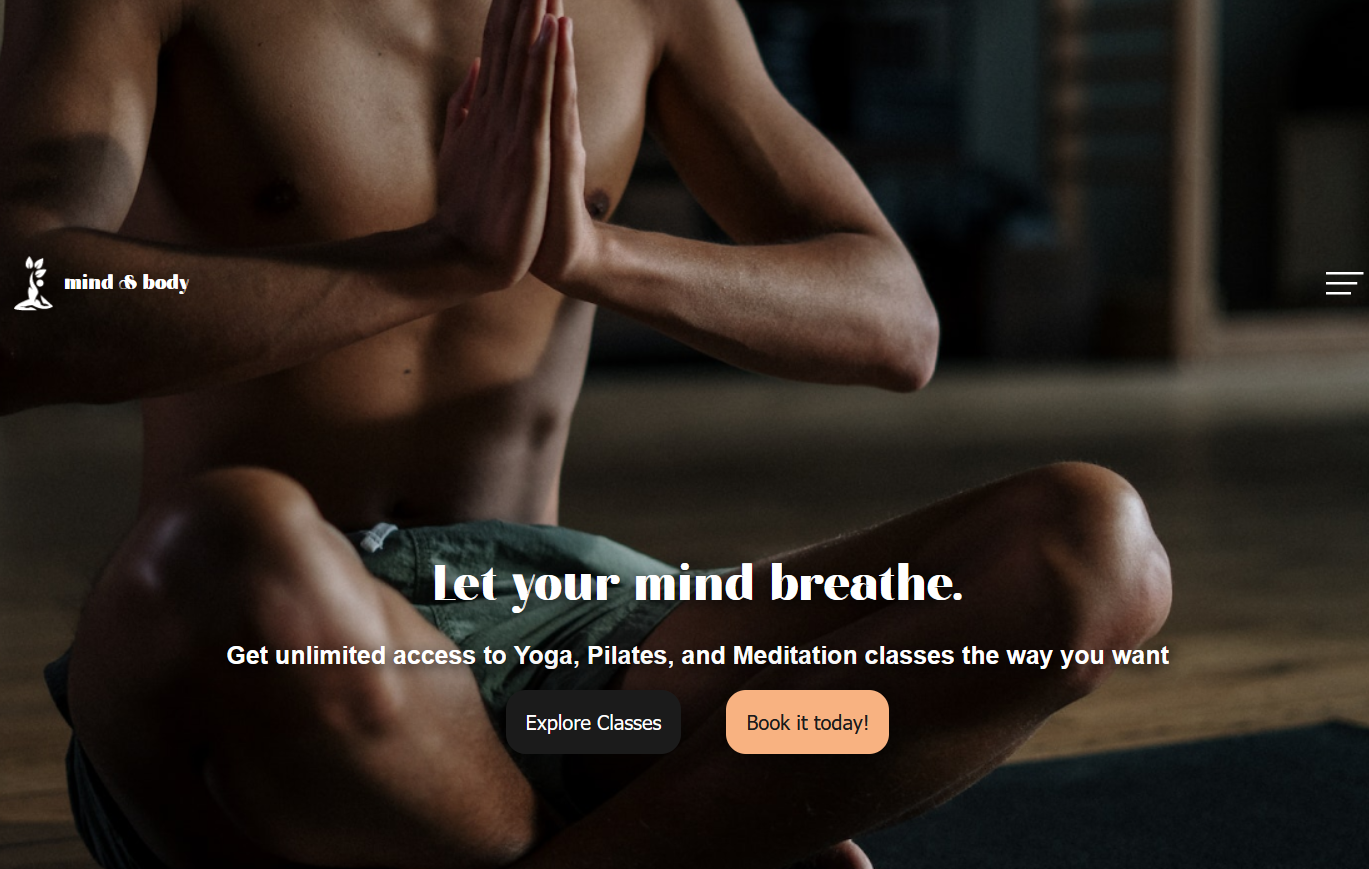 mind & body
Let your mind breathe.
Get unlimited access to Yoga, Pilates, and Meditation classes the way you want
Explore Classes
Book it today!